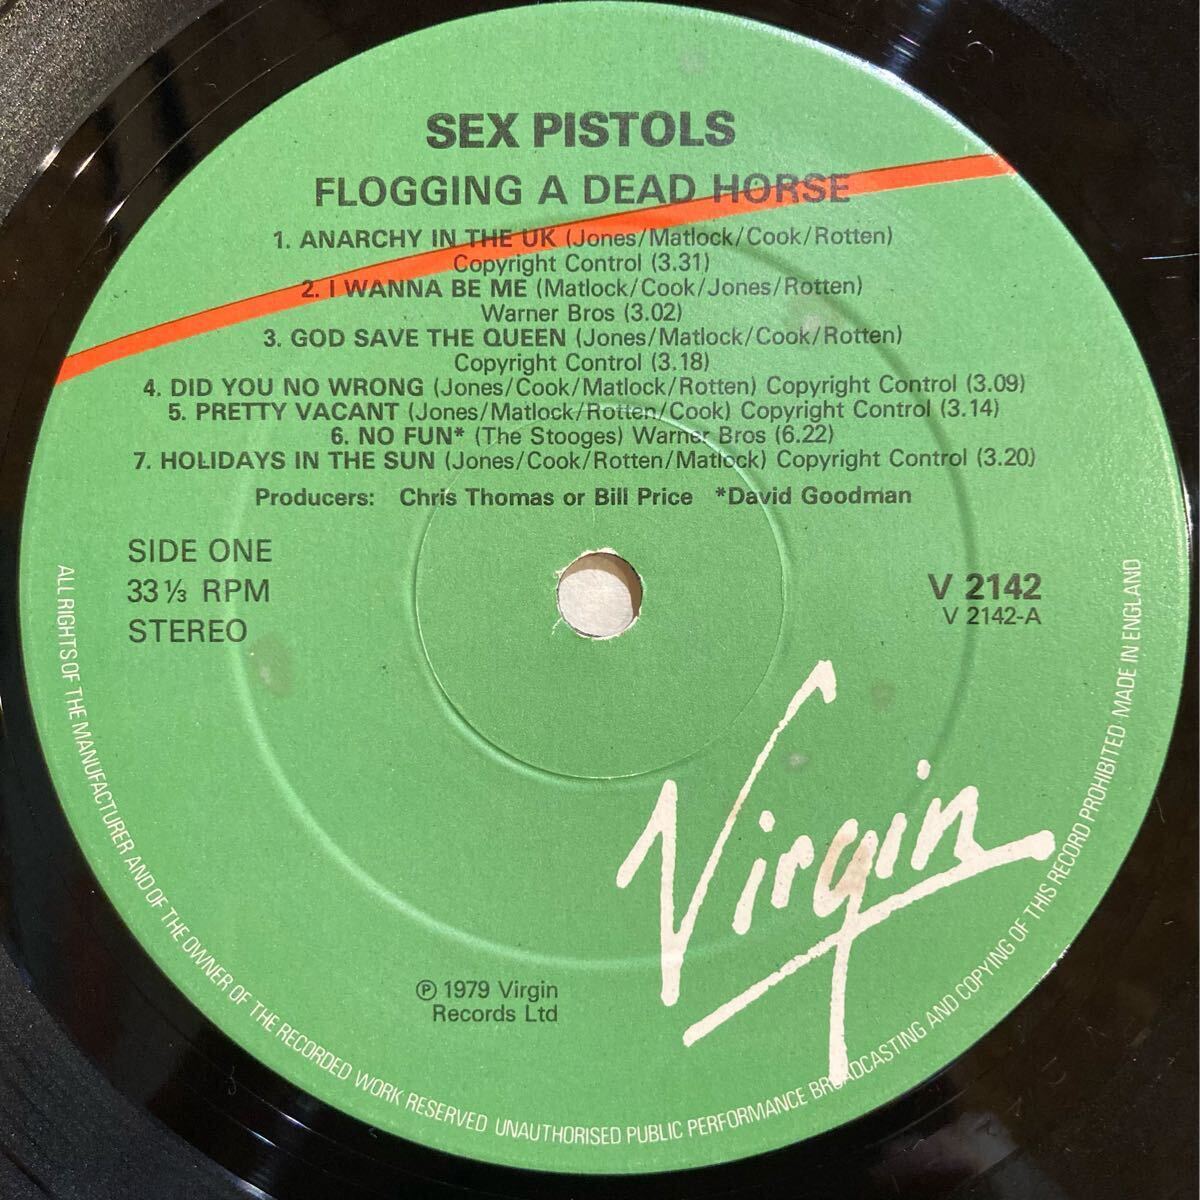 SEX PISTOLS
FLOGGING A DEAD HORSE
1. ANARCHY IN THE UK (Jones/Matlock/Cook/Rotten)
Copyright Control (3.31)
2. I WANNA BE ME (Matlock/Cook/Jones/Rotten)
Warner Bros (3.02)
3. GOD SAVE THE QUEEN (Jones/Matlock/Cook/Rotten)
Copyright Control (3.18)
4. DID YOU NO WRONG (Jones/Cook/Matlock/Rotten) Copyright Control (3.09)
5. PRETTY VACANT (Jones/Matlock/Rotten/Cook) Copyright Control (3.14)
6. NO FUN* (The Stooges) Warner Bros (6.22)
7. HOLIDAYS IN THE SUN (Jones/Cook/Rotten/Matlock) Copyright Control (3.20)
Producers: Chris Thomas or Bill Price *David Goodman
SIDE ONE
33 1/3 RPM
STEREO
V 2142
V 2142-A
Virgin
℗ 1979 Virgin
Records Ltd
ALL RIGHTS OF THE MANUFACTURER AND OF THE OWNER OF THE RECORDED WORK RESERVED UNAUTHORISED PUBLIC PERFORMANCE BROADCASTING AND COPYING OF THIS RECORD PROHIBITED MADE IN ENGLAND